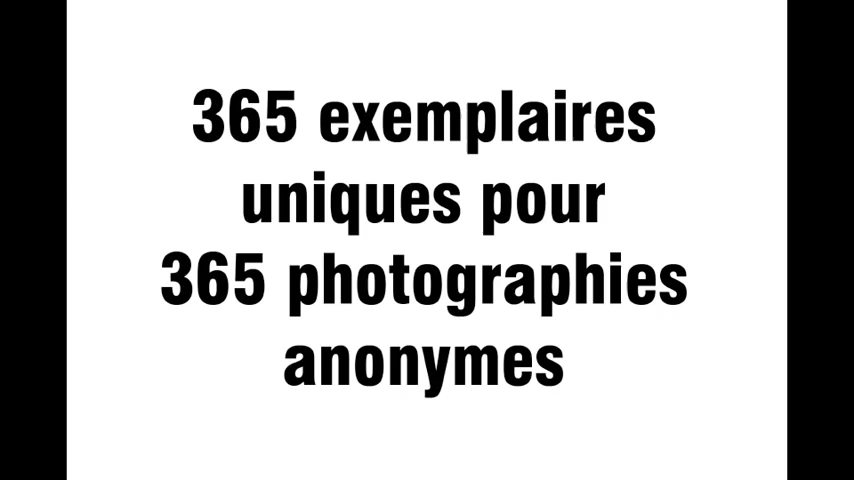 365 exemplaires
uniques pour
365 photographies
anonymes